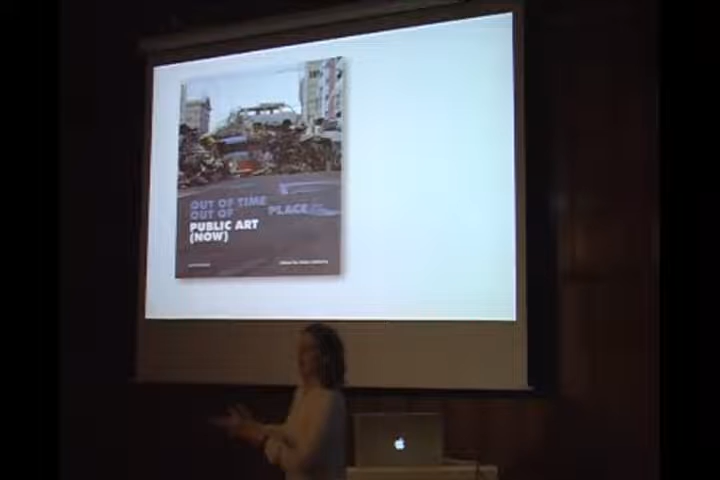 OUT OF TIME
OUT OF PLACE
PUBLIC ART
(NOW)